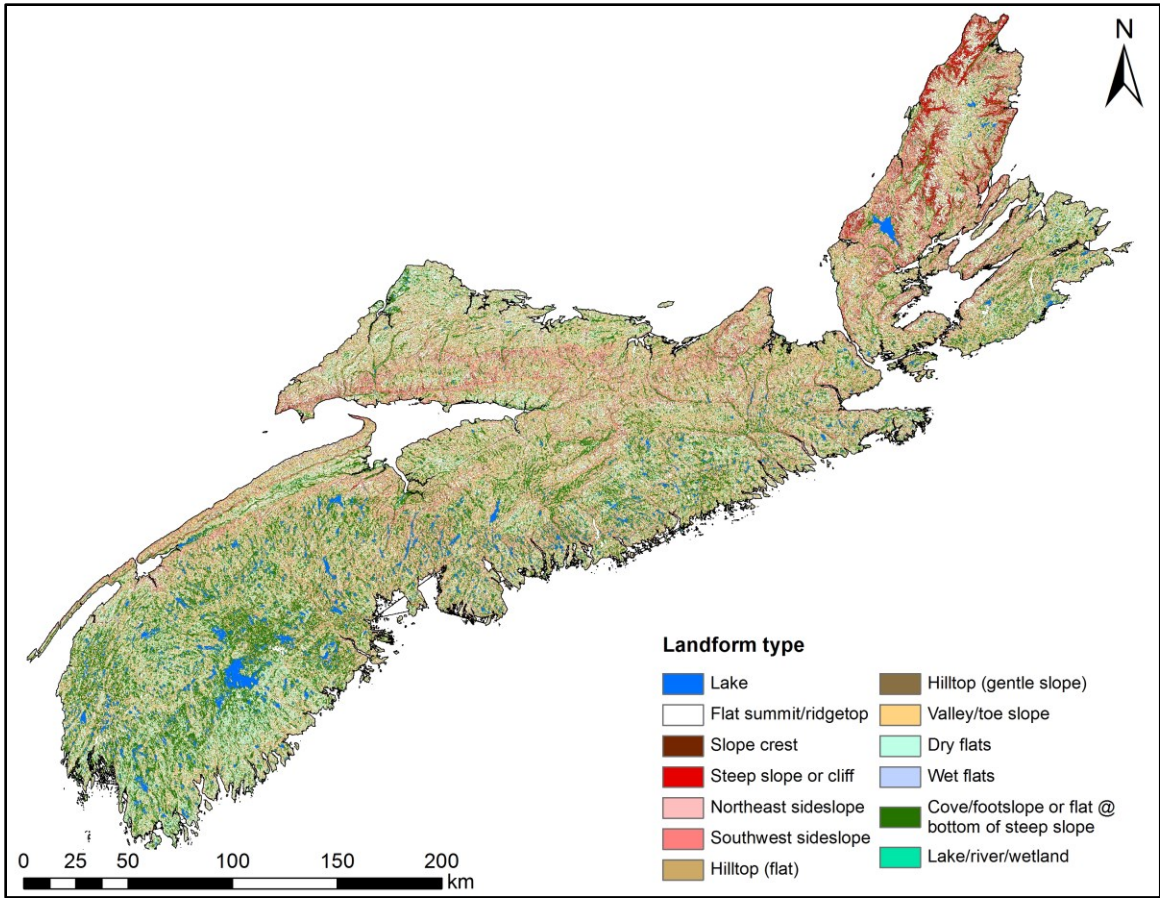 N
Landform type
Lake
Flat summit/ridgetop
Slope crest
Steep slope or cliff
Northeast sideslope
Southwest sideslope
Hilltop (flat)
Hilltop (gentle slope)
Valley/toe slope
Dry flats
Wet flats
Cove/footslope or flat @
bottom of steep slope
Lake/river/wetland
0 25 50 100 150 200
km